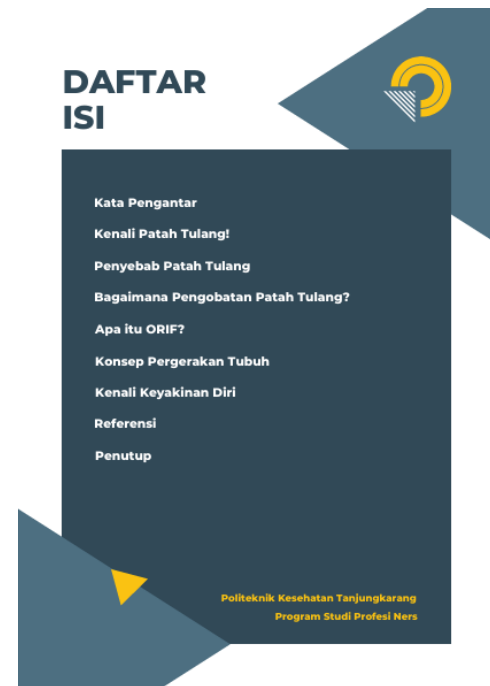 DAFTAR
ISI
Kata Pengantar
Kenali Patah Tulang!
Penyebab Patah Tulang
Bagaimana Pengobatan Patah Tulang?
Apa itu ORIF?
Konsep Pergerakan Tubuh
Kenali Keyakinan Diri
Referensi
Penutup
Politeknik Kesehatan Tanjungkarang
Program Studi Profesi Ners